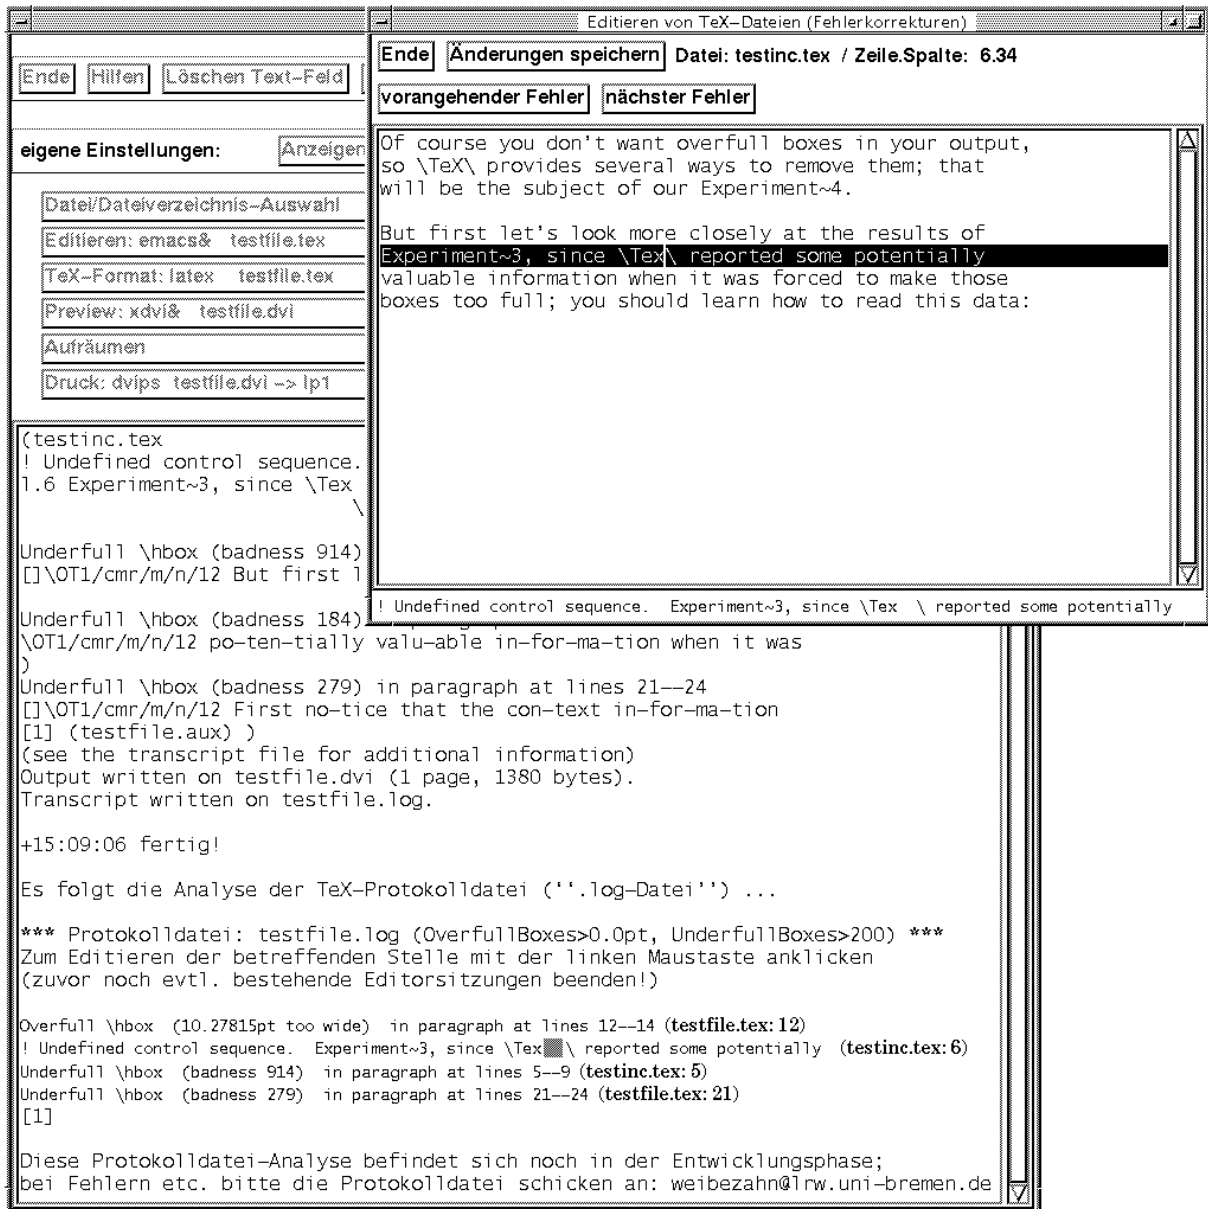 Editieren von TeX–Dateien (Fehlerkorrekturen)
Ende Änderungen speichern Datei: testinc.tex / Zeile.Spalte: 6.34
vorangehender Fehler nächster Fehler
Of course you don't want overfull boxes in your output,
so \TeX\ provides several ways to remove them; that
will be the subject of our Experiment~4.
But first let's look more closely at the results of
Experiment~3, since \Tex\ reported some potentially
valuable information when it was forced to make those
boxes too full; you should learn how to read this data:
! Undefined control sequence. Experiment~3, since \Tex \ reported some potentially
Ende Hilfen Löschen Text–Feld
eigene Einstellungen: Anzeigen
Datei/Dateiverzeichnis–Auswahl
Editieren: emacs& testfile.tex
TeX–Format: latex testfile.tex
Preview: xdvi& testfile.dvi
Aufräumen
Druck: dvips testfile.dvi –> lp1
(testinc.tex
! Undefined control sequence.
l.6 Experiment~3, since \Tex
\
Underfull \hbox (badness 914)
[]\OT1/cmr/m/n/12 But first l
Underfull \hbox (badness 184)
\OT1/cmr/m/n/12 po–ten–tially valu–able in–for–ma–tion when it was
)
Underfull \hbox (badness 279) in paragraph at lines 21––24
[]\OT1/cmr/m/n/12 First no–tice that the con–text in–for–ma–tion
[1] (testfile.aux) )
(see the transcript file for additional information)
Output written on testfile.dvi (1 page, 1380 bytes).
Transcript written on testfile.log.
+15:09:06 fertig!
Es folgt die Analyse der TeX–Protokolldatei (''.log–Datei'') ...
*** Protokolldatei: testfile.log (OverfullBoxes>0.0pt, UnderfullBoxes>200) ***
Zum Editieren der betreffenden Stelle mit der linken Maustaste anklicken
(zuvor noch evtl. bestehende Editorsitzungen beenden!)
Overfull \hbox (10.27815pt too wide) in paragraph at lines 12––14 (testfile.tex: 12)
! Undefined control sequence. Experiment~3, since \Tex \ reported some potentially (testinc.tex: 6)
Underfull \hbox (badness 914) in paragraph at lines 5––9 (testinc.tex: 5)
Underfull \hbox (badness 279) in paragraph at lines 21––24 (testfile.tex: 21)
[1]
Diese Protokolldatei–Analyse befindet sich noch in der Entwicklungsphase;
bei Fehlern etc. bitte die Protokolldatei schicken an: weibezahn@lrw.uni–bremen.de